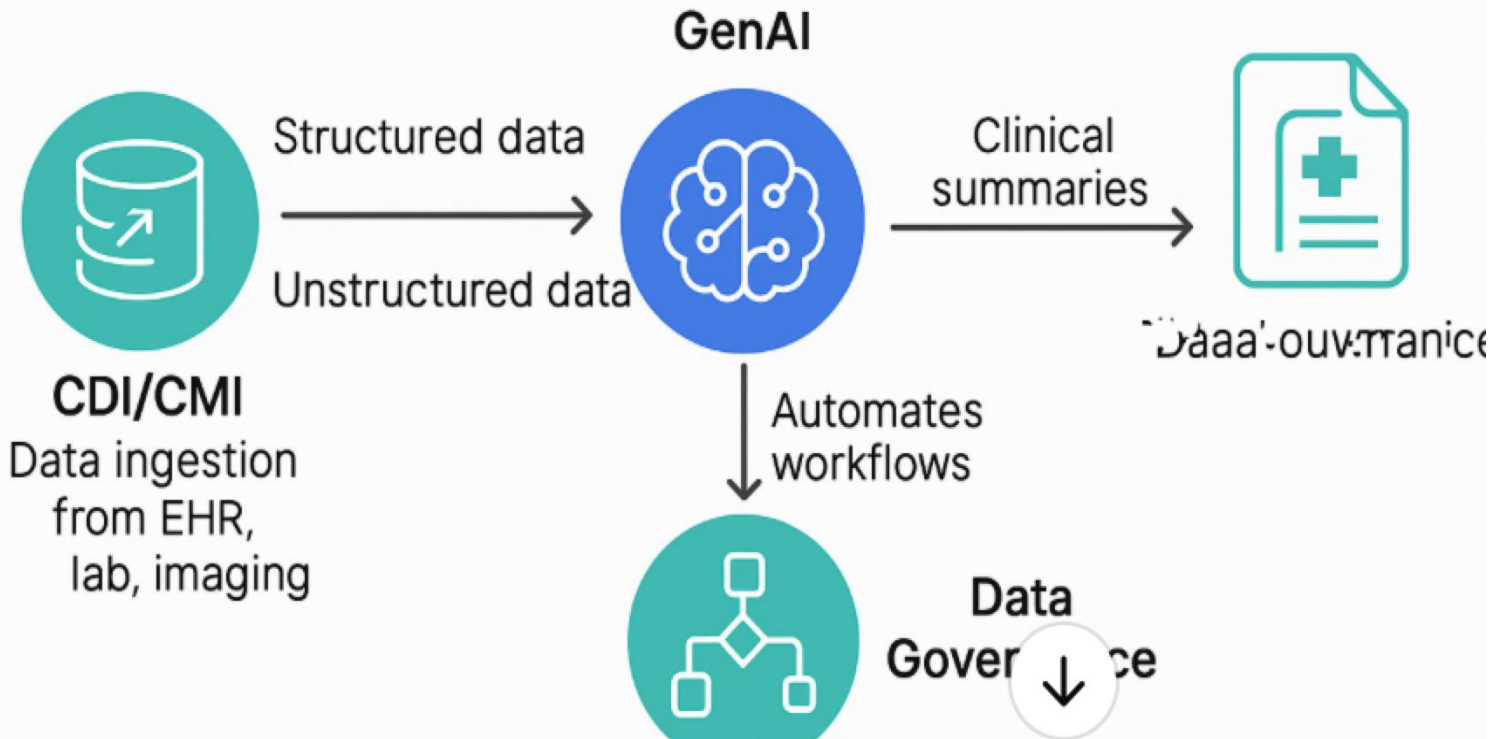 GenAI
Structured data
Unstructured data
Clinical
summaries
CDI/CMI
Data ingestion
from EHR,
lab, imaging
Automates
workflows
Data